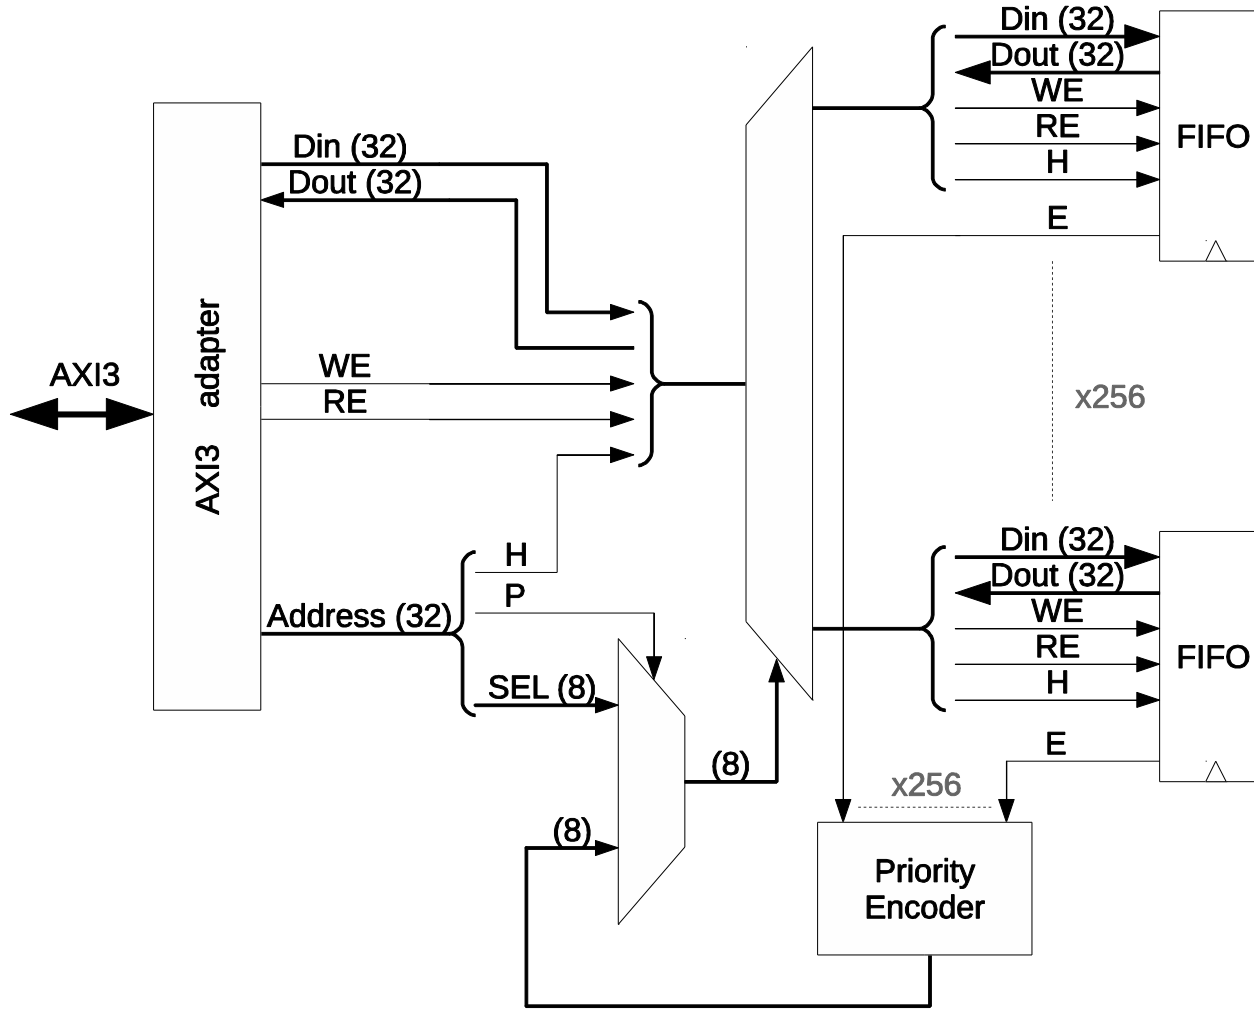 Din (32)
Dout (32)
WE
RE
H
FIFO
E
Din (32)
Dout (32)
AXI3 adapter
AXI3
WE
RE
x256
H
P
Address (32)
SEL (8)
(8)
(8)
Din (32)
Dout (32)
WE
RE
H
FIFO
E
x256
Priority
Encoder